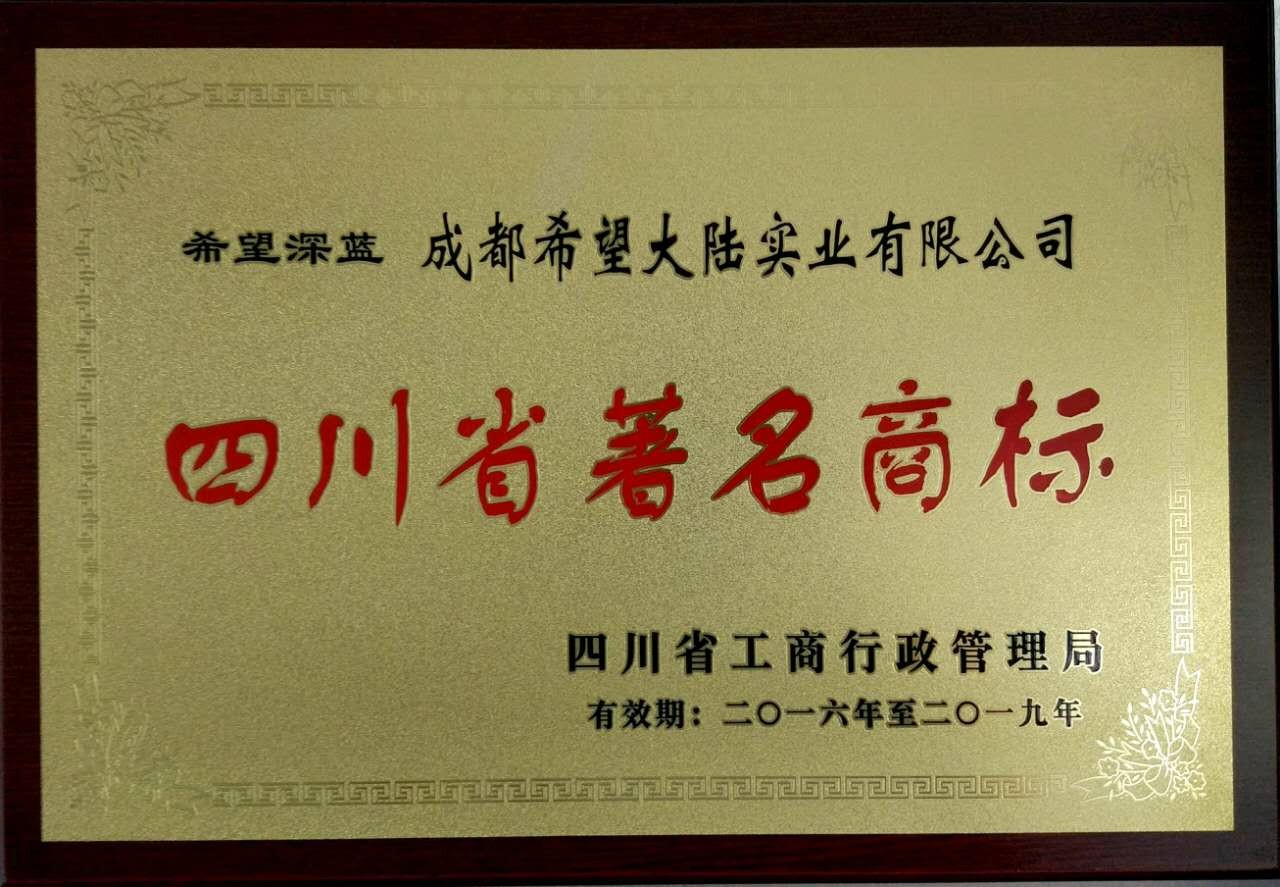 希望深蓝 成都希望大陆实业有限公司
四川省著名商标
四川省工商行政管理局
有效期：二〇一六年至二〇一九年